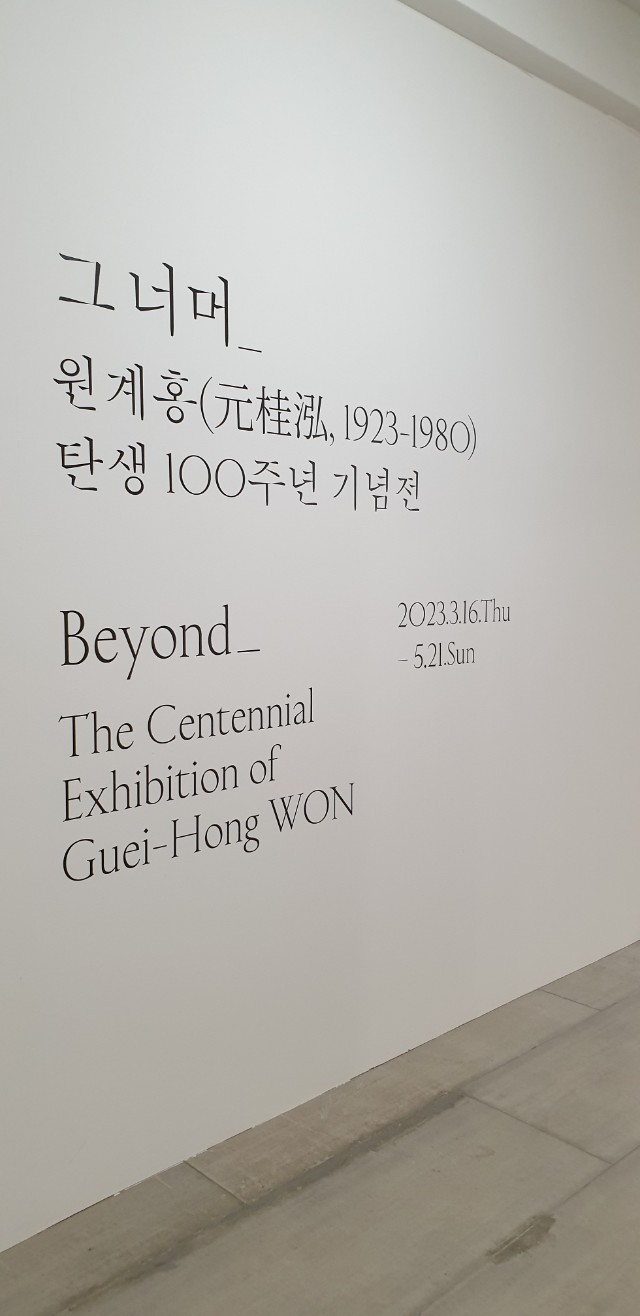 그 너머_
원계홍(元桂泓, 1923-1980)
탄생 100주년 기념전
Beyond_
The Centennial
Exhibition of
Guei-Hong WON
2023.3.16.Thu
– 5.21.Sun